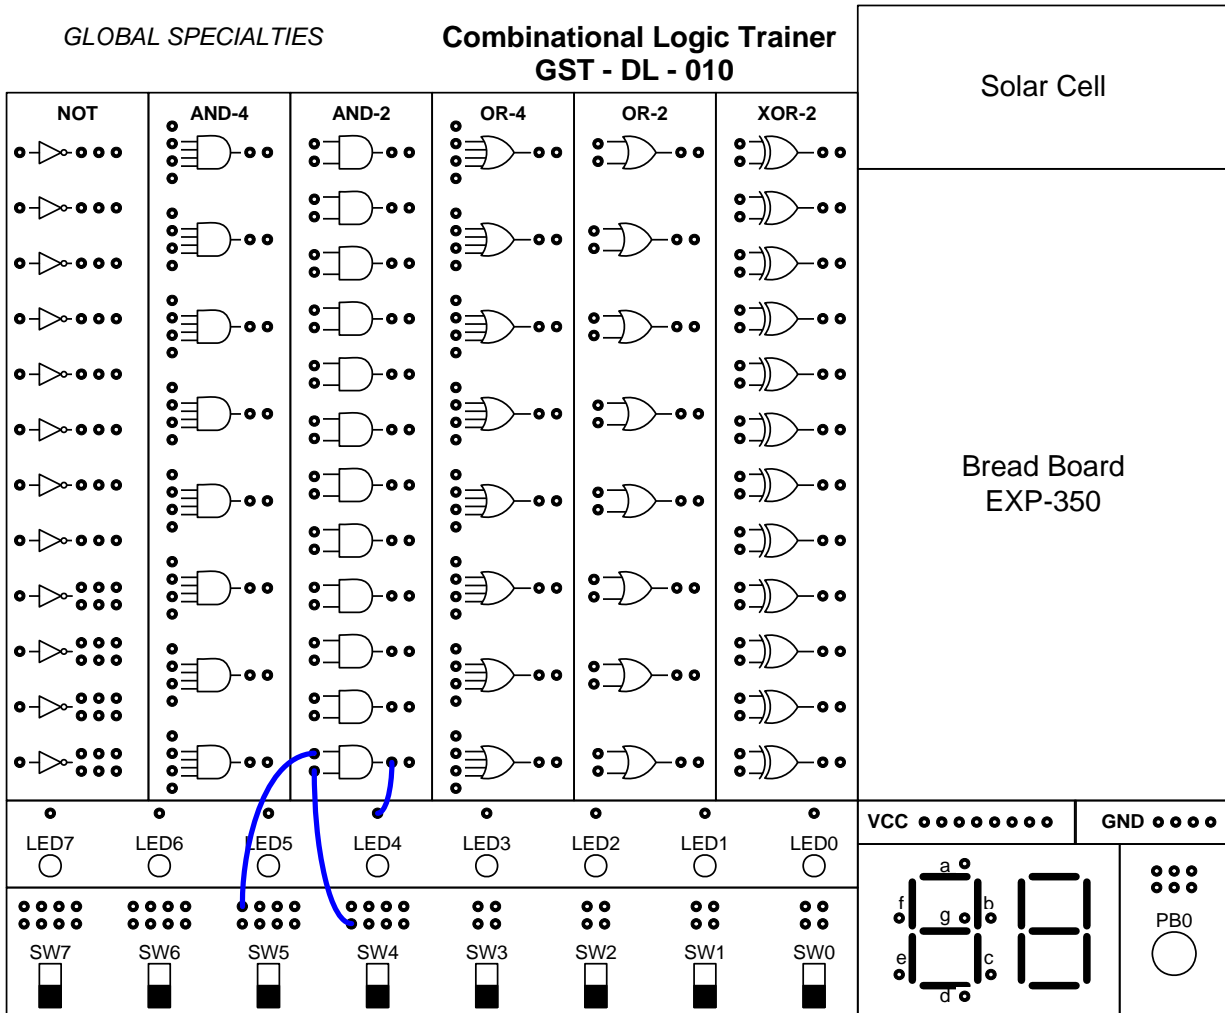 GLOBAL SPECIALTIES
Combinational Logic Trainer
GST - DL - 010
Solar Cell
NOT
AND-4
AND-2
OR-4
OR-2
XOR-2
Bread Board
EXP-350
LED7
LED6
LED5
LED4
LED3
LED2
LED1
LED0
VCC
GND
SW7
SW6
SW5
SW4
SW3
SW2
SW1
SW0
a
f
b
g
e
c
d
PB0